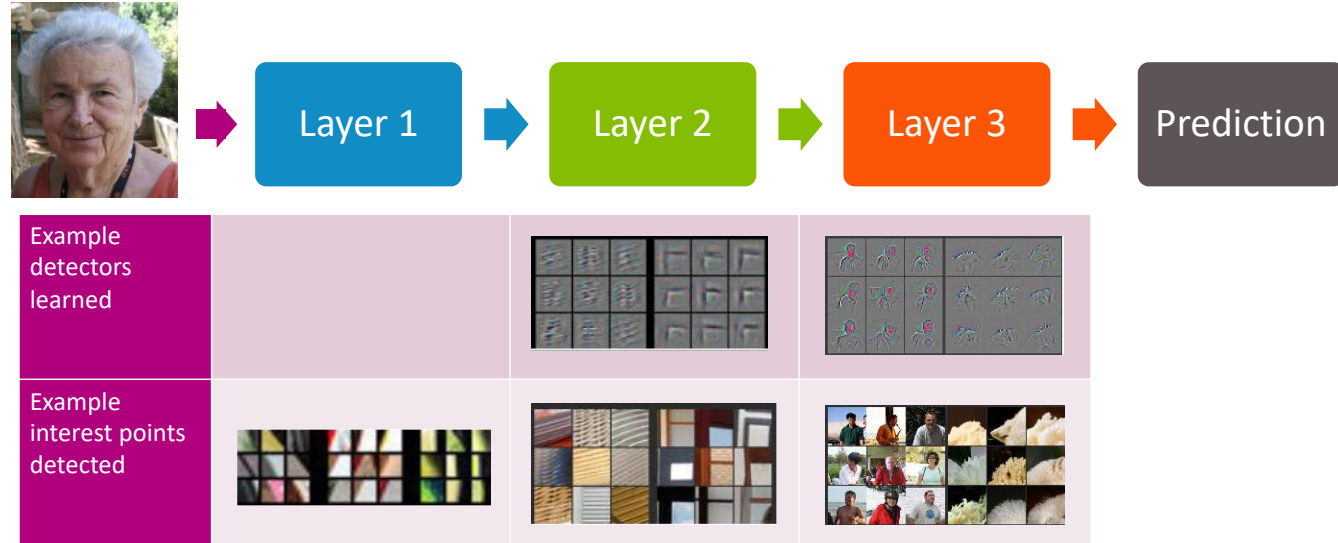 Layer 1
Layer 2
Layer 3
Prediction
Example
detectors
learned
Example
interest points
detected